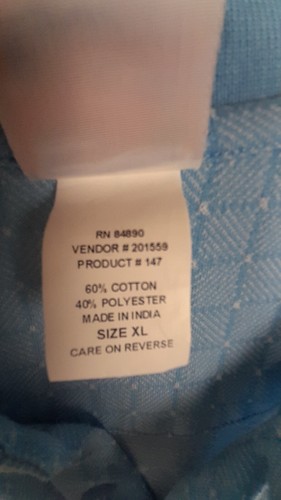 RN 84890
VENDOR # 201559
PRODUCT # 147
60% COTTON
40% POLYESTER
MADE IN INDIA
SIZE XL
CARE ON REVERSE